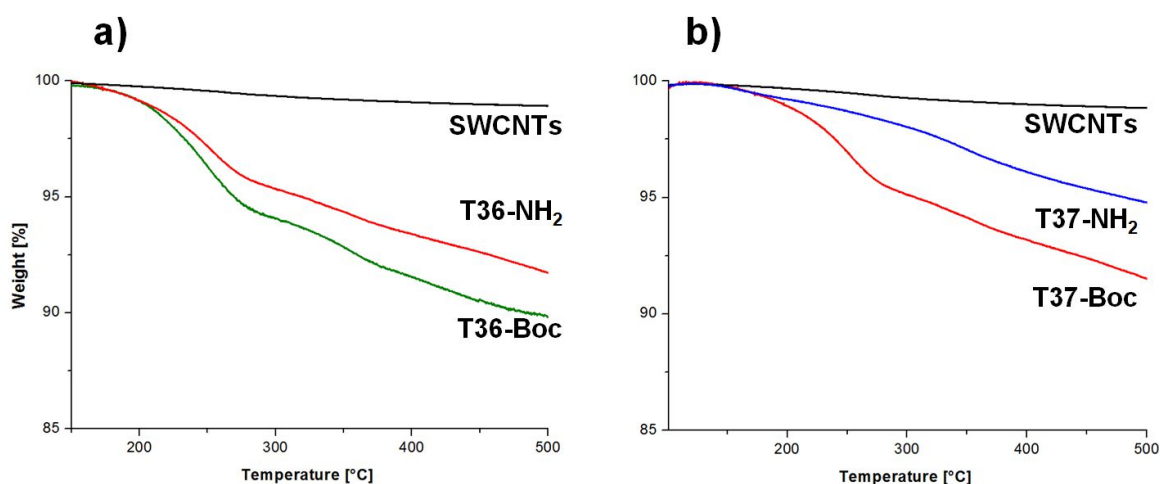 a)
100
95
90
85
Weight [%]
SWCNTs
T36-NH₂
T36-Boc
200
300
400
500
Temperature [°C]
b)
100
95
90
85
SWCNTs
T37-NH₂
T37-Boc
200
300
400
500
Temperature [°C]